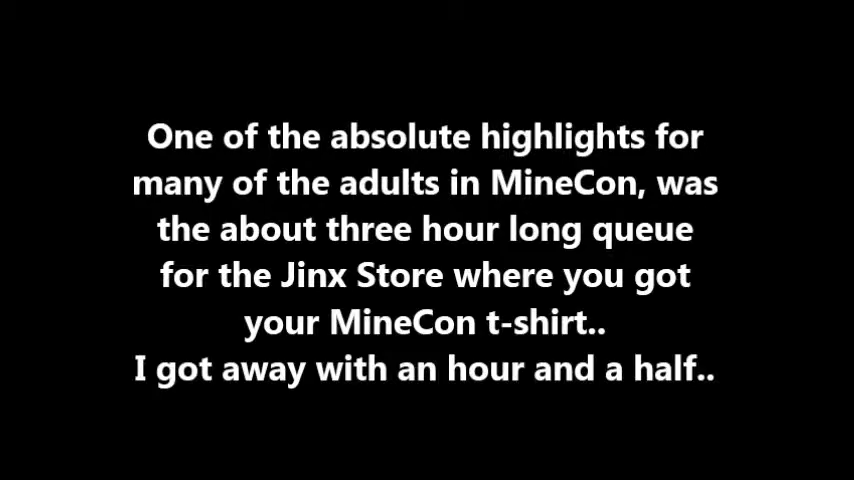 One of the absolute highlights for
many of the adults in MineCon, was
the about three hour long queue
for the Jinx Store where you got
your MineCon t-shirt..
I got away with an hour and a half..